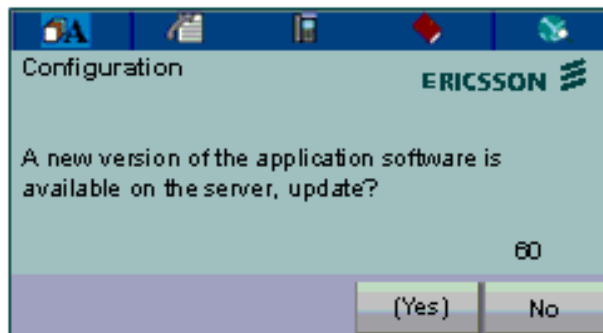 A
Configuration
ERICSSON
A new version of the application software is
available on the server, update?
60
(Yes)
No